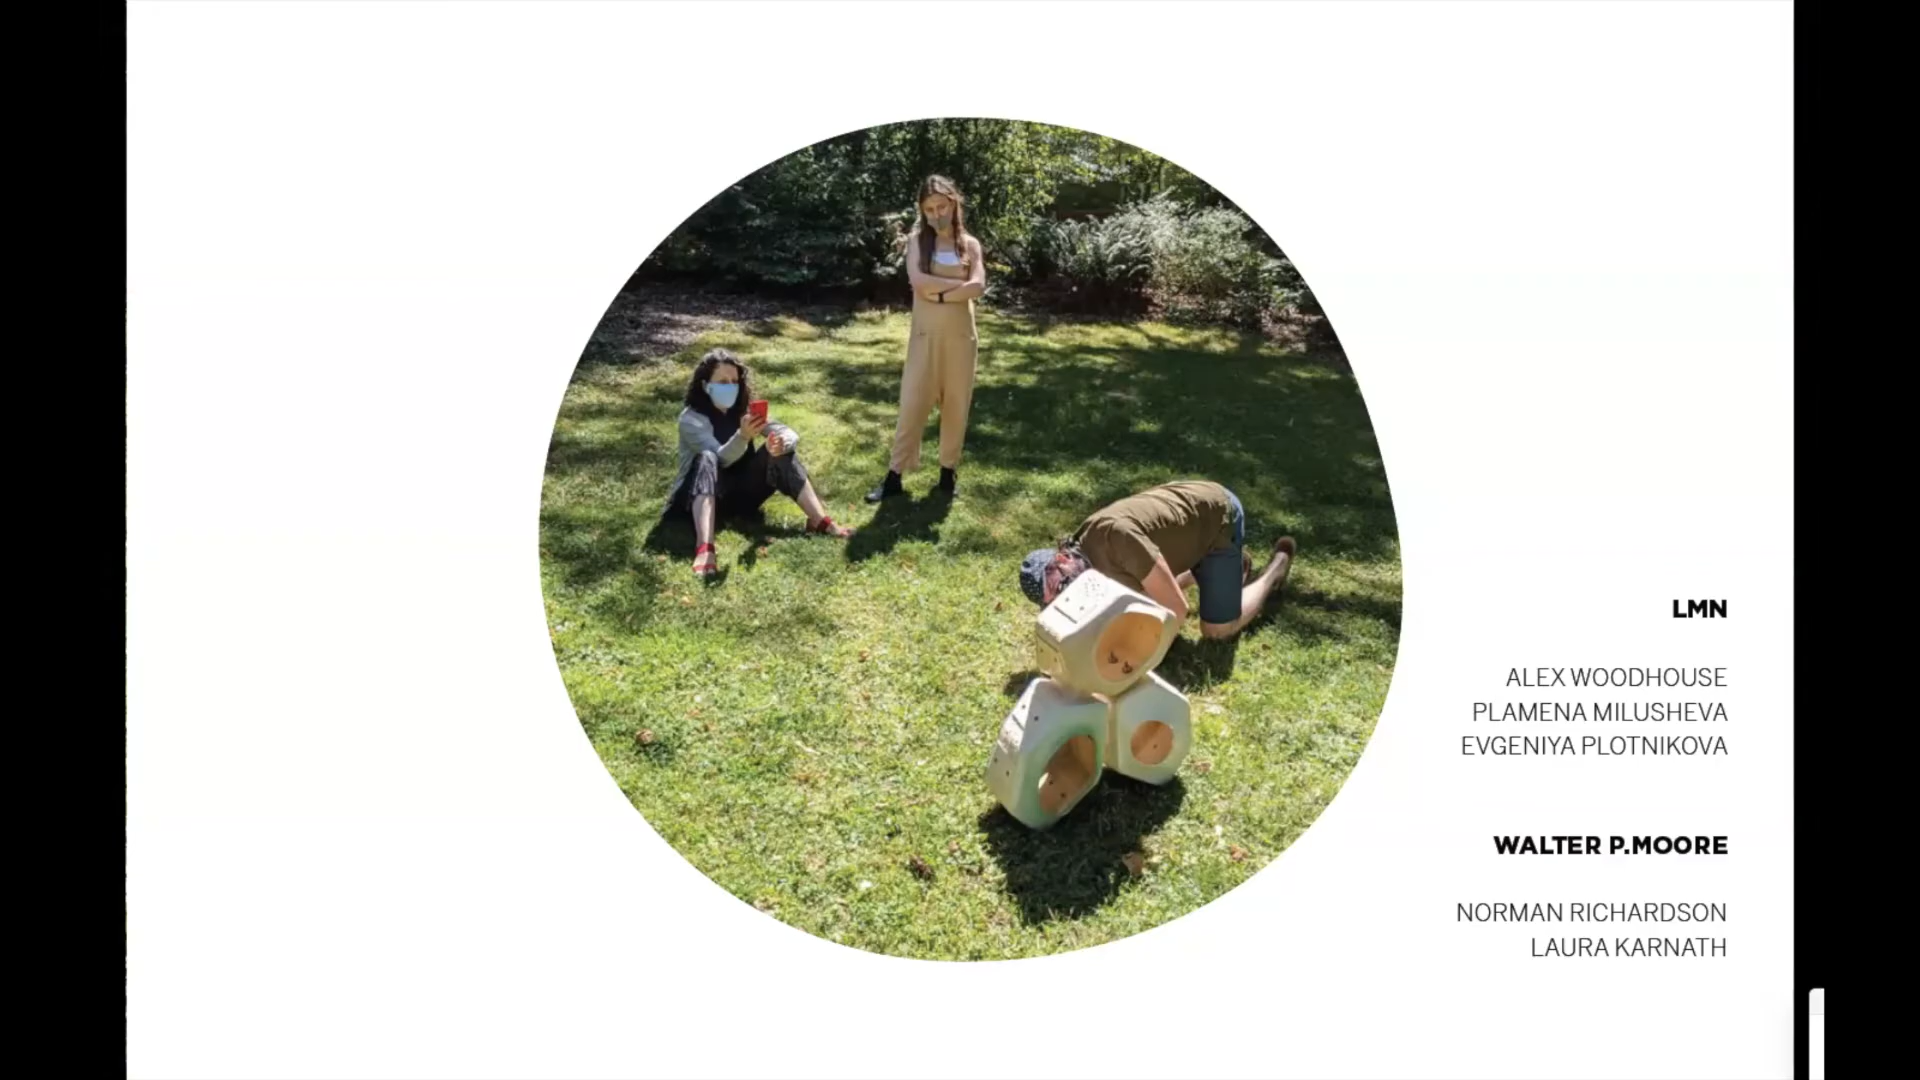 LMN
ALEX WOODHOUSE
PLAMENA MILUSHEVA
EVGENIYA PLOTNIKOVA
WALTER P.MOORE
NORMAN RICHARDSON
LAURA KARNATH